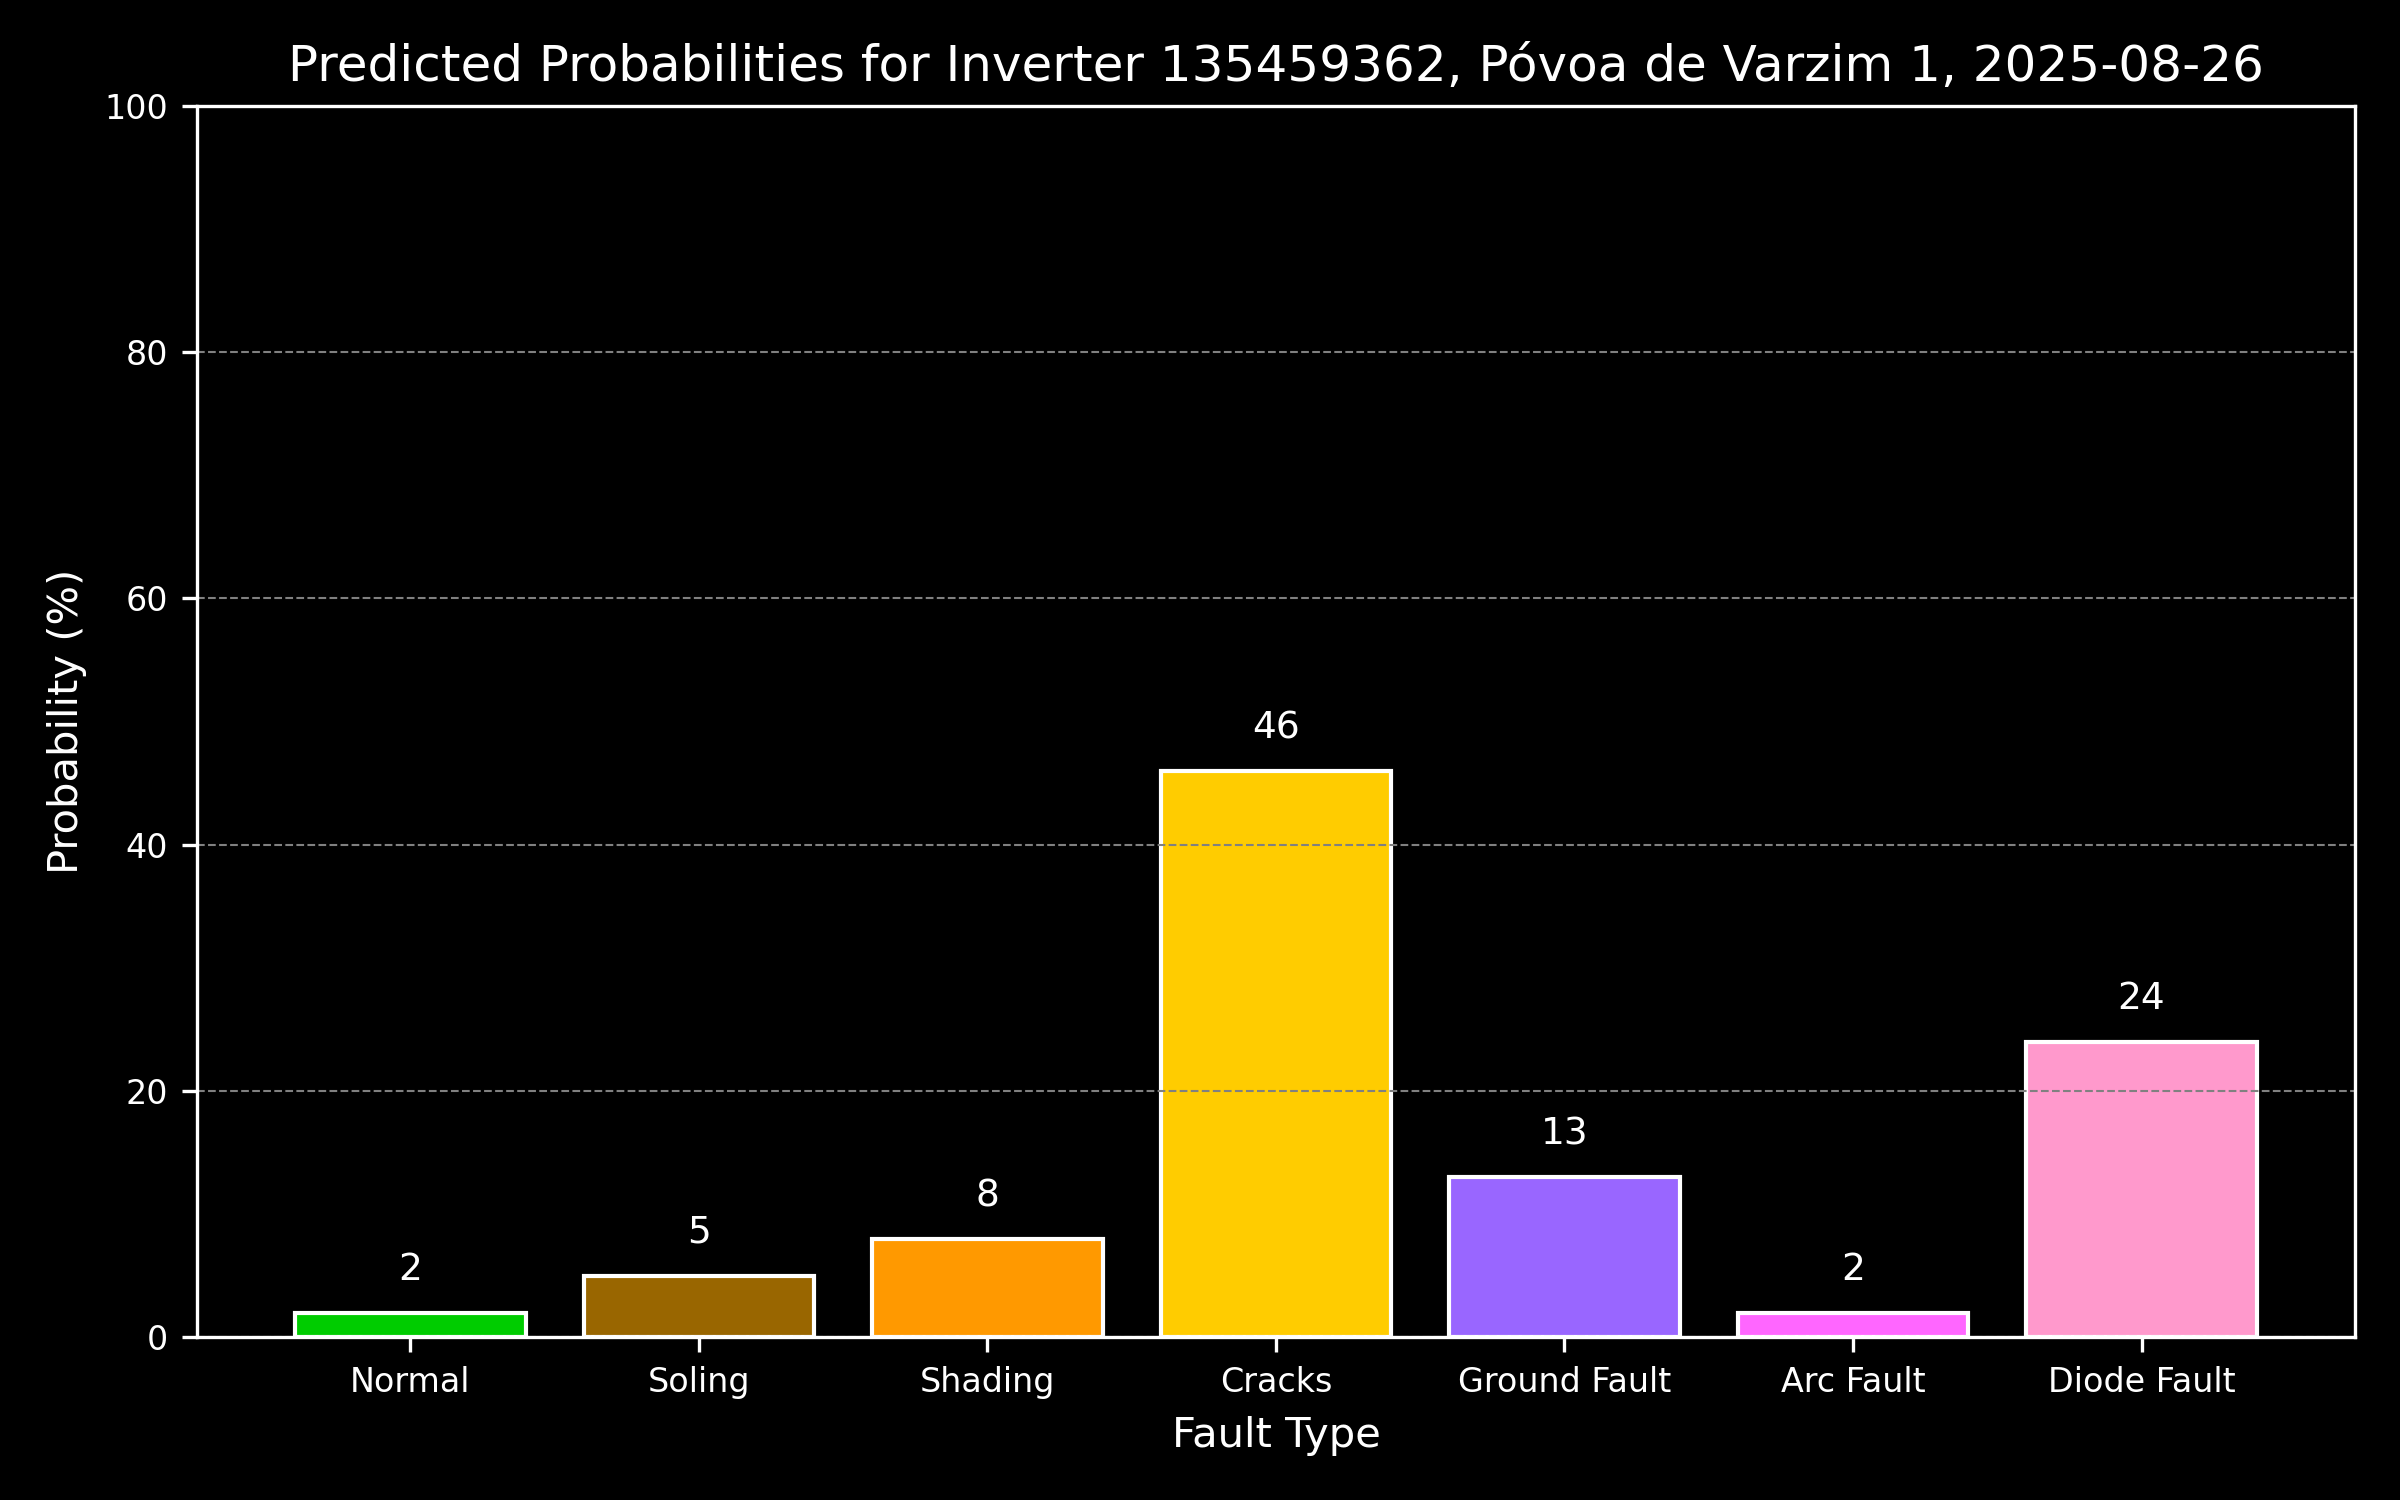 Predicted Probabilities for Inverter 135459362, Póvoa de Varzim 1, 2025-08-26
100
80
60
40
20
0
Probability (%)
2
5
8
46
13
2
24
Normal
Soling
Shading
Cracks
Ground Fault
Arc Fault
Diode Fault
Fault Type